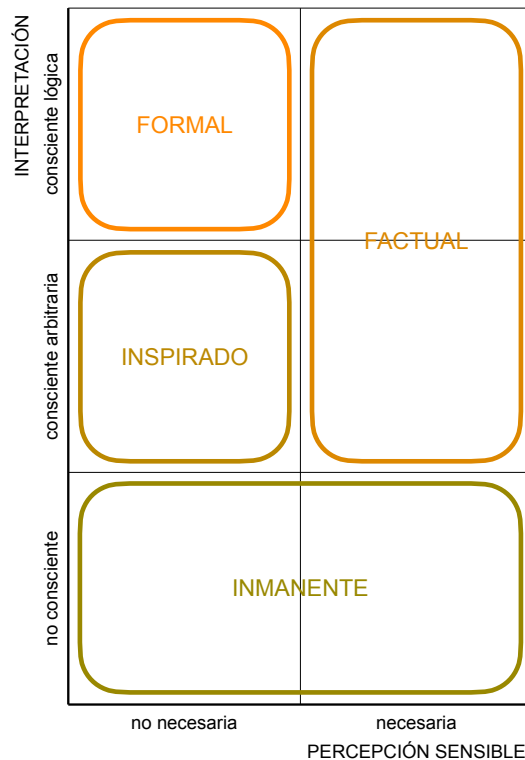 INTERPRETACIÓN
consciente lógica
consciente arbitraria
no consciente
FORMAL
FACTUAL
INSPIRADO
INMANENTE
no necesaria
necesaria
PERCEPCIÓN SENSIBLE